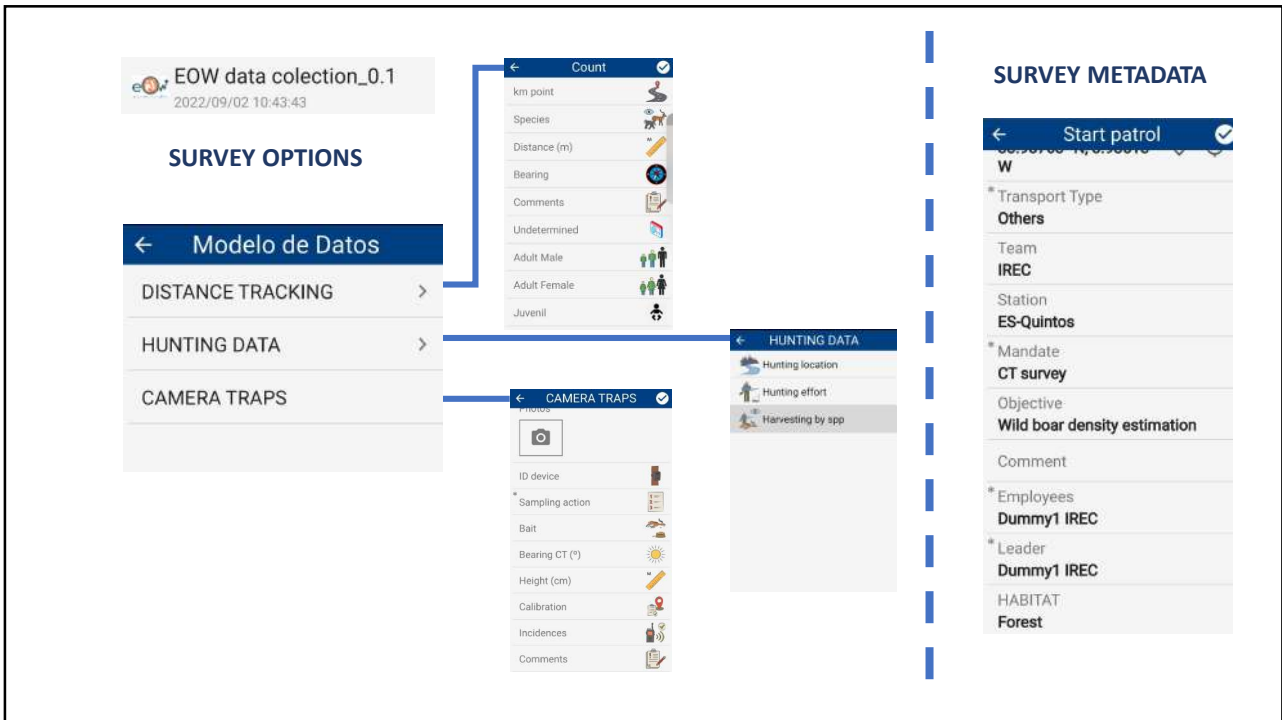 EOW data colection_0.1
2022/09/02 10:43:43
SURVEY OPTIONS
Modelo de Datos
DISTANCE TRACKING
HUNTING DATA
CAMERA TRAPS
Count
km point
Species
Distance (m)
Bearing
Comments
Undetermined
Adult Male
Adult Female
Juvenil
CAMERA TRAPS
Photos
ID device
* Sampling action
Bait
Bearing CT (º)
Height (cm)
Calibration
Incidences
Comments
HUNTING DATA
Hunting location
Hunting effort
Harvesting by spp
SURVEY METADATA
Start patrol
W
* Transport Type
Others
Team
IREC
Station
ES-Quintos
* Mandate
CT survey
Objective
Wild boar density estimation
Comment
* Employees
Dummy1 IREC
* Leader
Dummy1 IREC
HABITAT
Forest